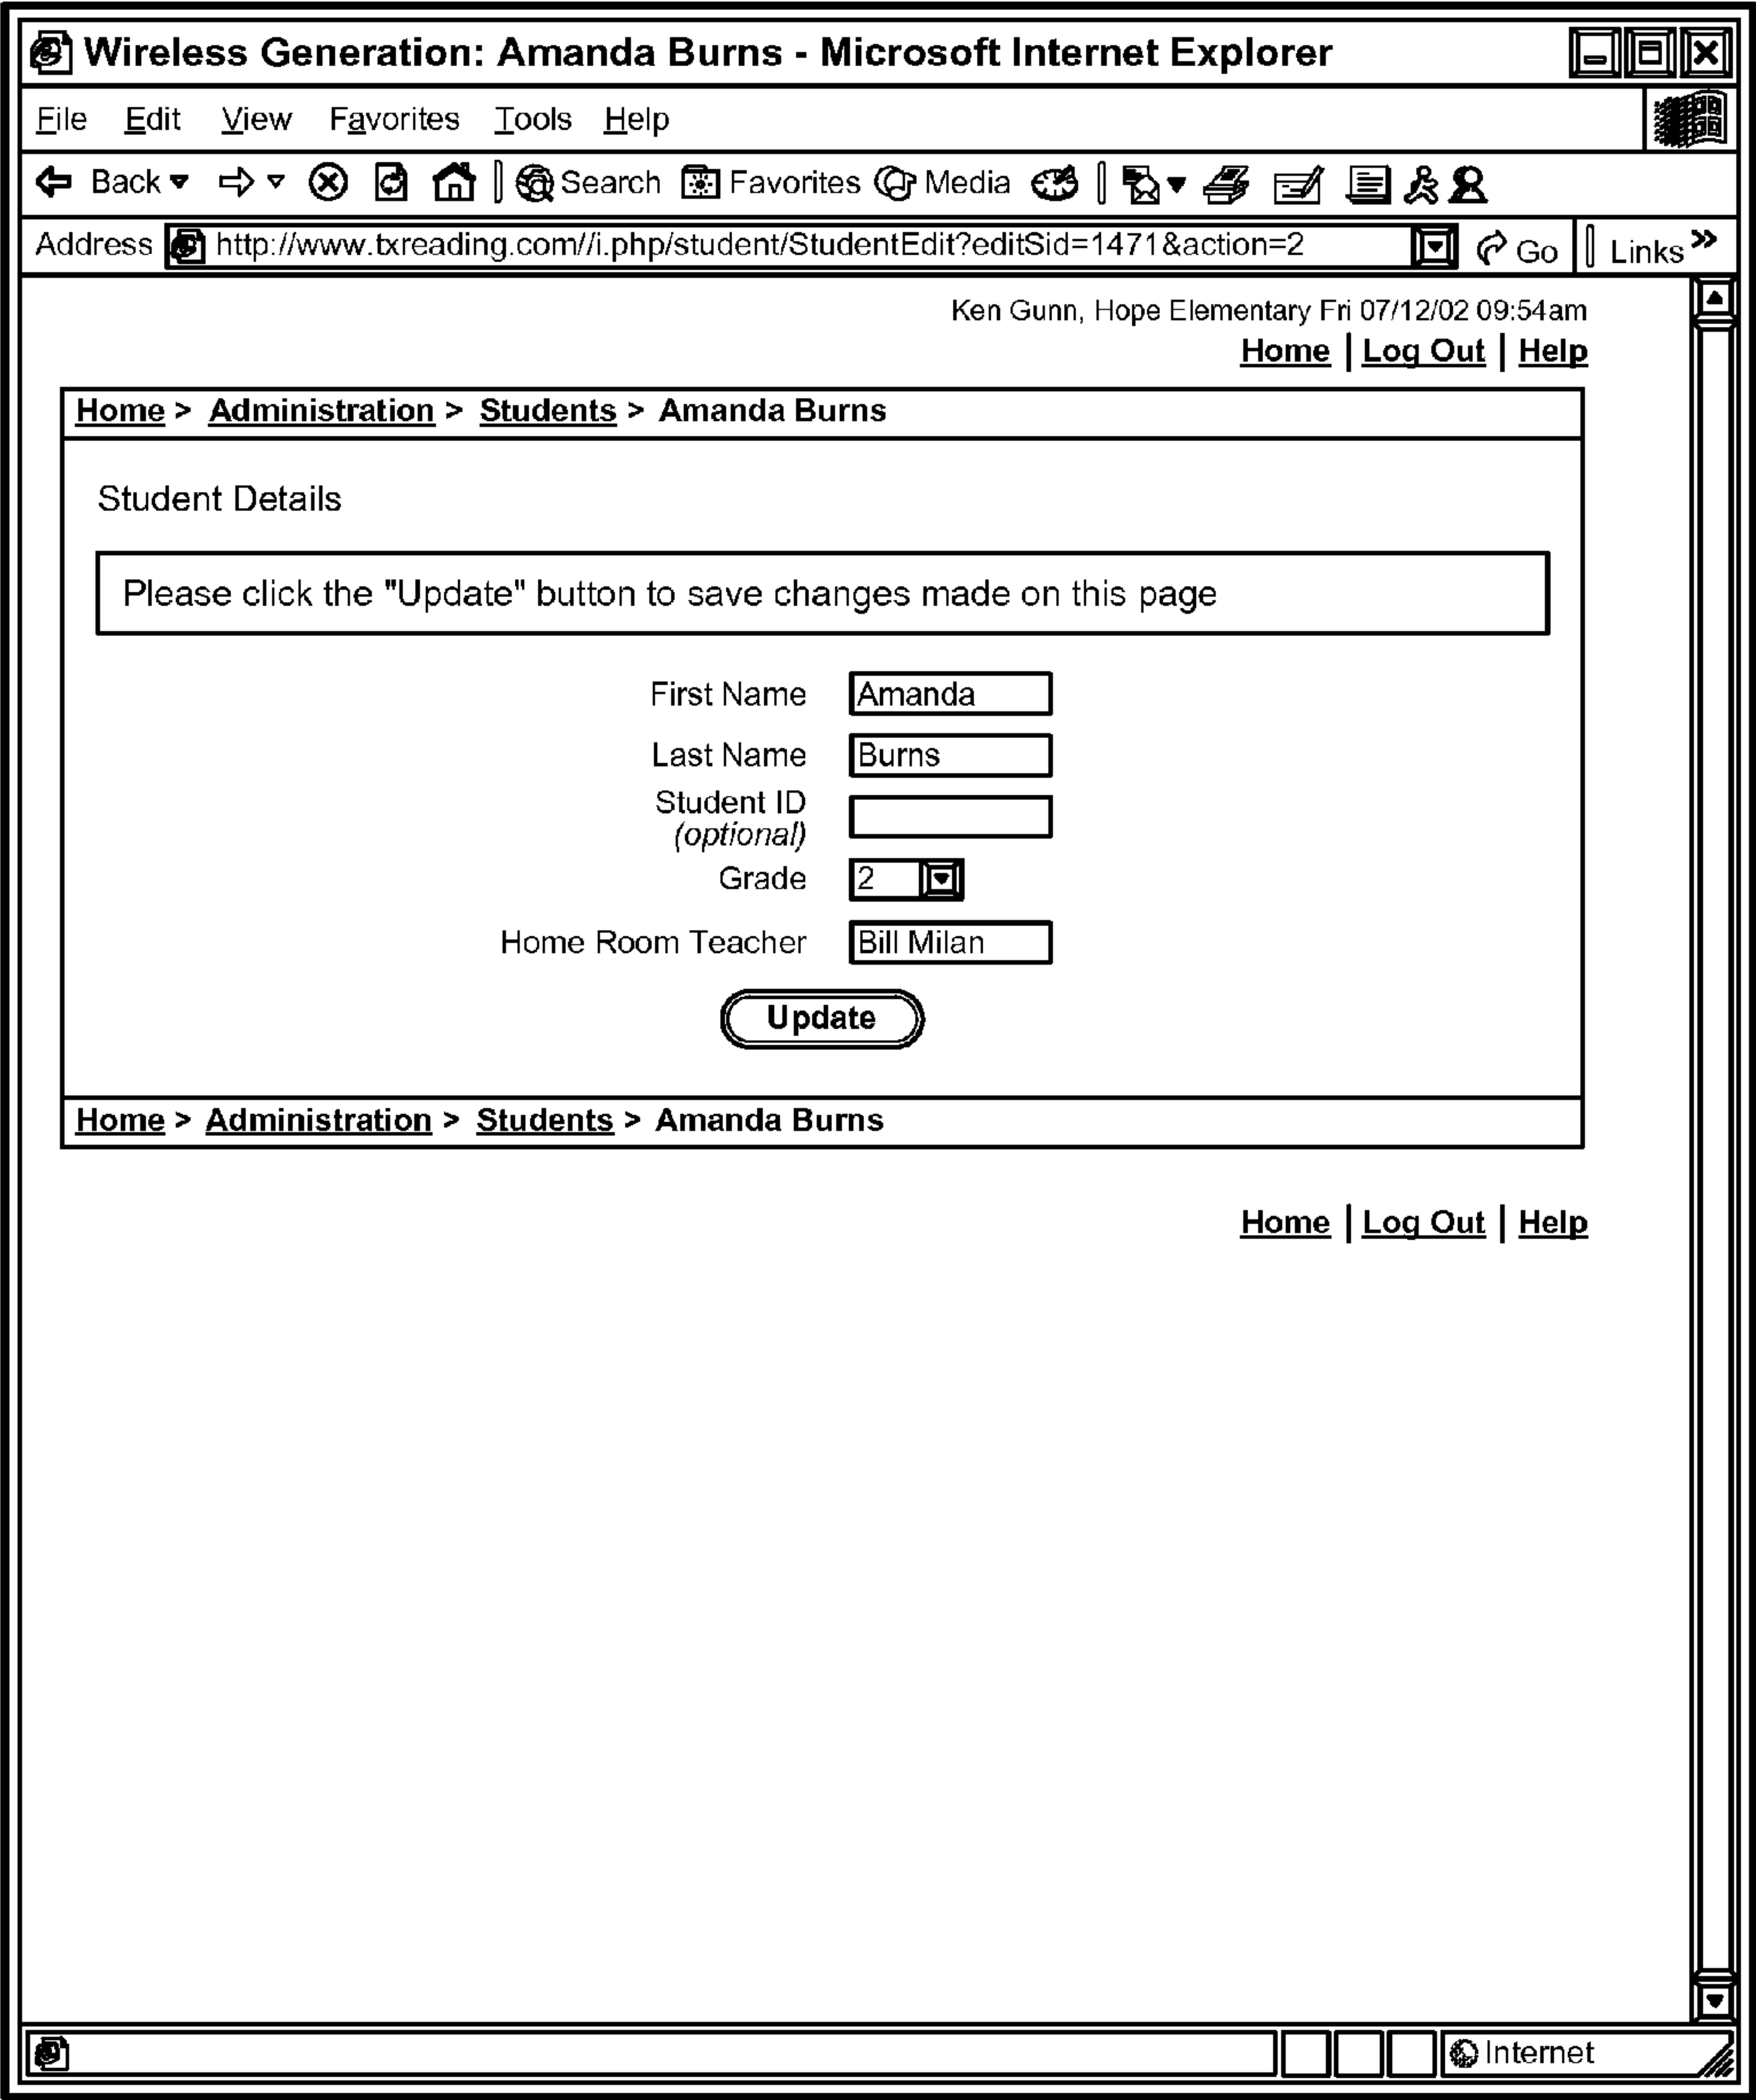 Wireless Generation: Amanda Burns - Microsoft Internet Explorer
File Edit View Favorites Tools Help
Back Search Favorites Media
Address http://www.txreading.com//i.php/student/StudentEdit?editSid=1471&action=2 Go Links »
Ken Gunn, Hope Elementary Fri 07/12/02 09:54am
Home | Log Out | Help
Home > Administration > Students > Amanda Burns
Student Details
Please click the "Update" button to save changes made on this page
First Name Amanda
Last Name Burns
Student ID
(optional)
Grade 2
Home Room Teacher Bill Milan
Update
Home > Administration > Students > Amanda Burns
Home | Log Out | Help
Internet